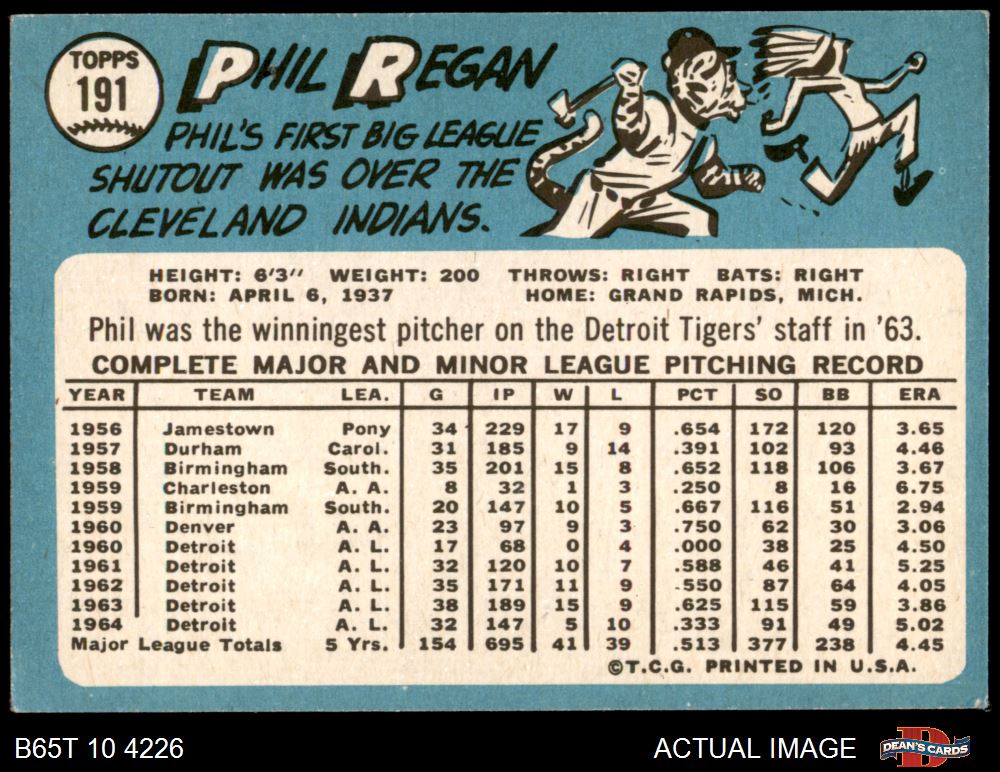 TOPPS
191
PHIL REGAN
PHIL'S FIRST BIG LEAGUE
SHUTOUT WAS OVER THE
CLEVELAND INDIANS.
HEIGHT: 6'3" WEIGHT: 200 THROWS: RIGHT BATS: RIGHT
BORN: APRIL 6, 1937 HOME: GRAND RAPIDS, MICH.
Phil was the winningest pitcher on the Detroit Tigers' staff in '63.
COMPLETE MAJOR AND MINOR LEAGUE PITCHING RECORD
YEAR TEAM LEA. G IP W L PCT SO BB ERA
1956 Jamestown Pony 34 229 17 9 .654 172 120 3.65
1957 Durham Carol. 31 185 9 14 .391 102 93 4.46
1958 Birmingham South. 35 201 15 8 .652 118 106 3.67
1959 Charleston A. A. 8 32 1 3 .250 8 16 6.75
1959 Birmingham South. 20 147 10 5 .667 116 51 2.94
1960 Denver A. A. 23 97 9 3 .750 62 30 3.06
1960 Detroit A. L. 17 68 0 4 .000 38 25 4.50
1961 Detroit A. L. 32 120 10 7 .588 46 41 5.25
1962 Detroit A. L. 35 171 11 9 .550 87 64 4.05
1963 Detroit A. L. 38 189 15 9 .625 115 59 3.86
1964 Detroit A. L. 32 147 5 10 .333 91 49 5.02
Major League Totals 5 Yrs. 154 695 41 39 .513 377 238 4.45
©T.C.G. PRINTED IN U.S.A.
B65T 10 4226 ACTUAL IMAGE D DEAN'S CARDS